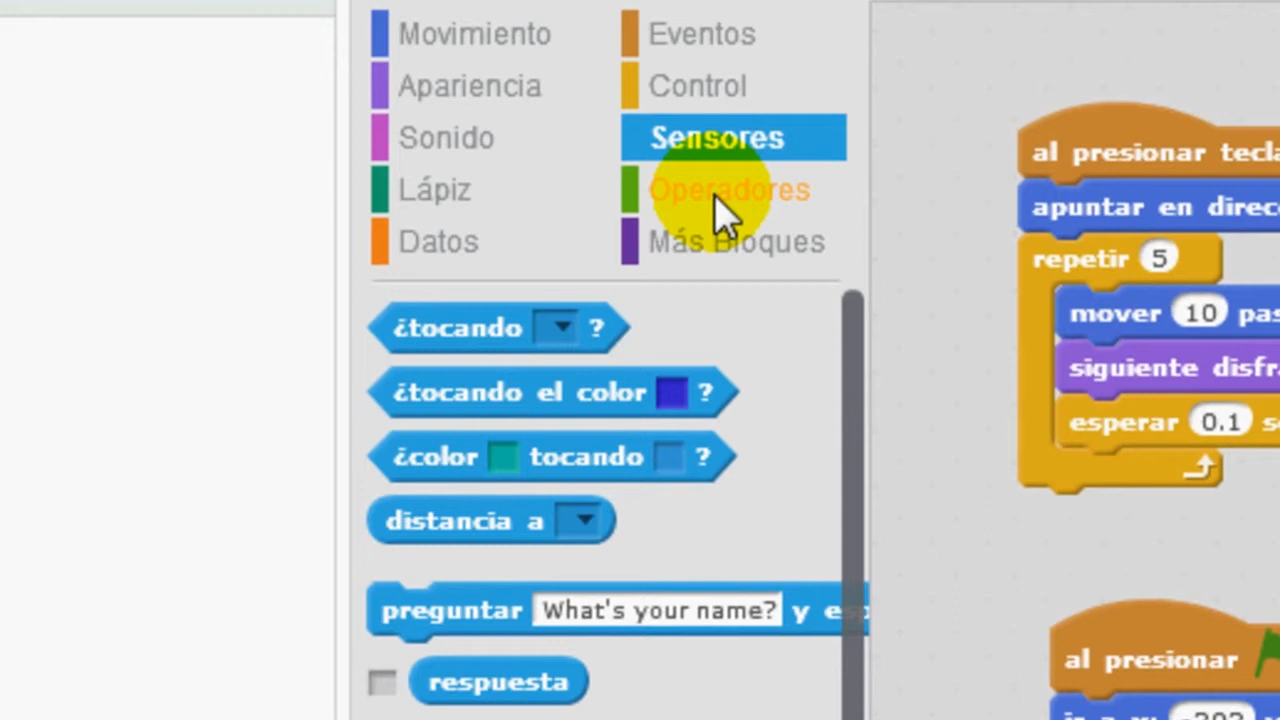 Movimiento
Eventos
Apariencia
Control
Sonido
Sensores
Lápiz
Operadores
Datos
Más Bloques
¿tocando ?
¿tocando el color ?
¿color tocando ?
distancia a
preguntar What's your name? y
respuesta
al presionar
apuntar en
repetir 5
mover 10
siguiente
esperar 0.1
al presionar